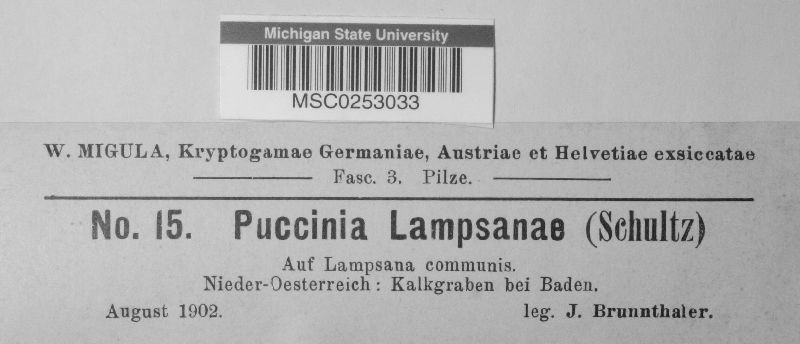 Michigan State University
MSC0253033
W. MIGULA, Kryptogamae Germaniae, Austriae et Helvetiae exsiccatae
Fasc. 3. Pilze.
No. 15. Puccinia Lampsanae (Schultz)
Auf Lampsana communis.
Nieder-Oesterreich: Kalkgraben bei Baden.
August 1902. leg. J. Brunnthaler.